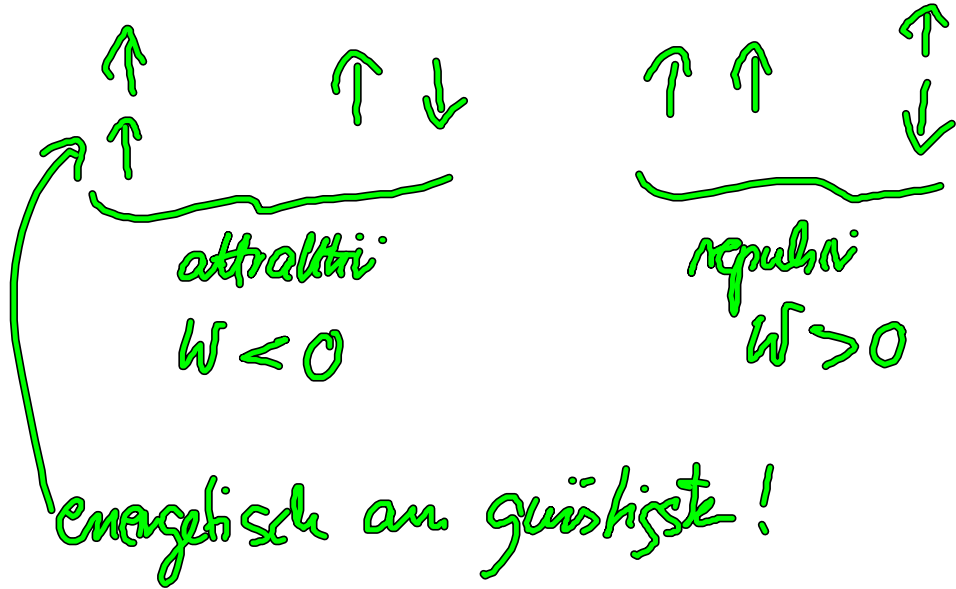 attraktiv repulsiv
W < 0 W > 0
energetisch am günstigste!